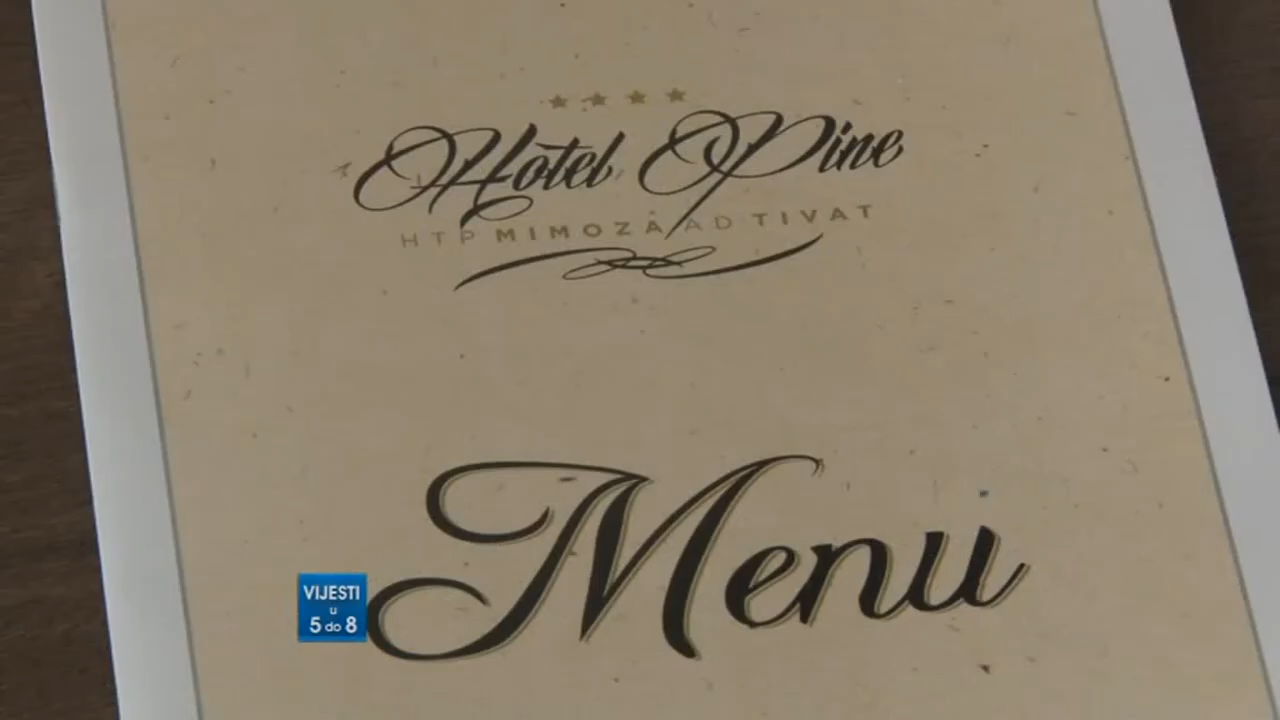 Hotel Pine
HTP MIMOZA AD TIVAT
Menu
VIJESTI
u
5 do 8